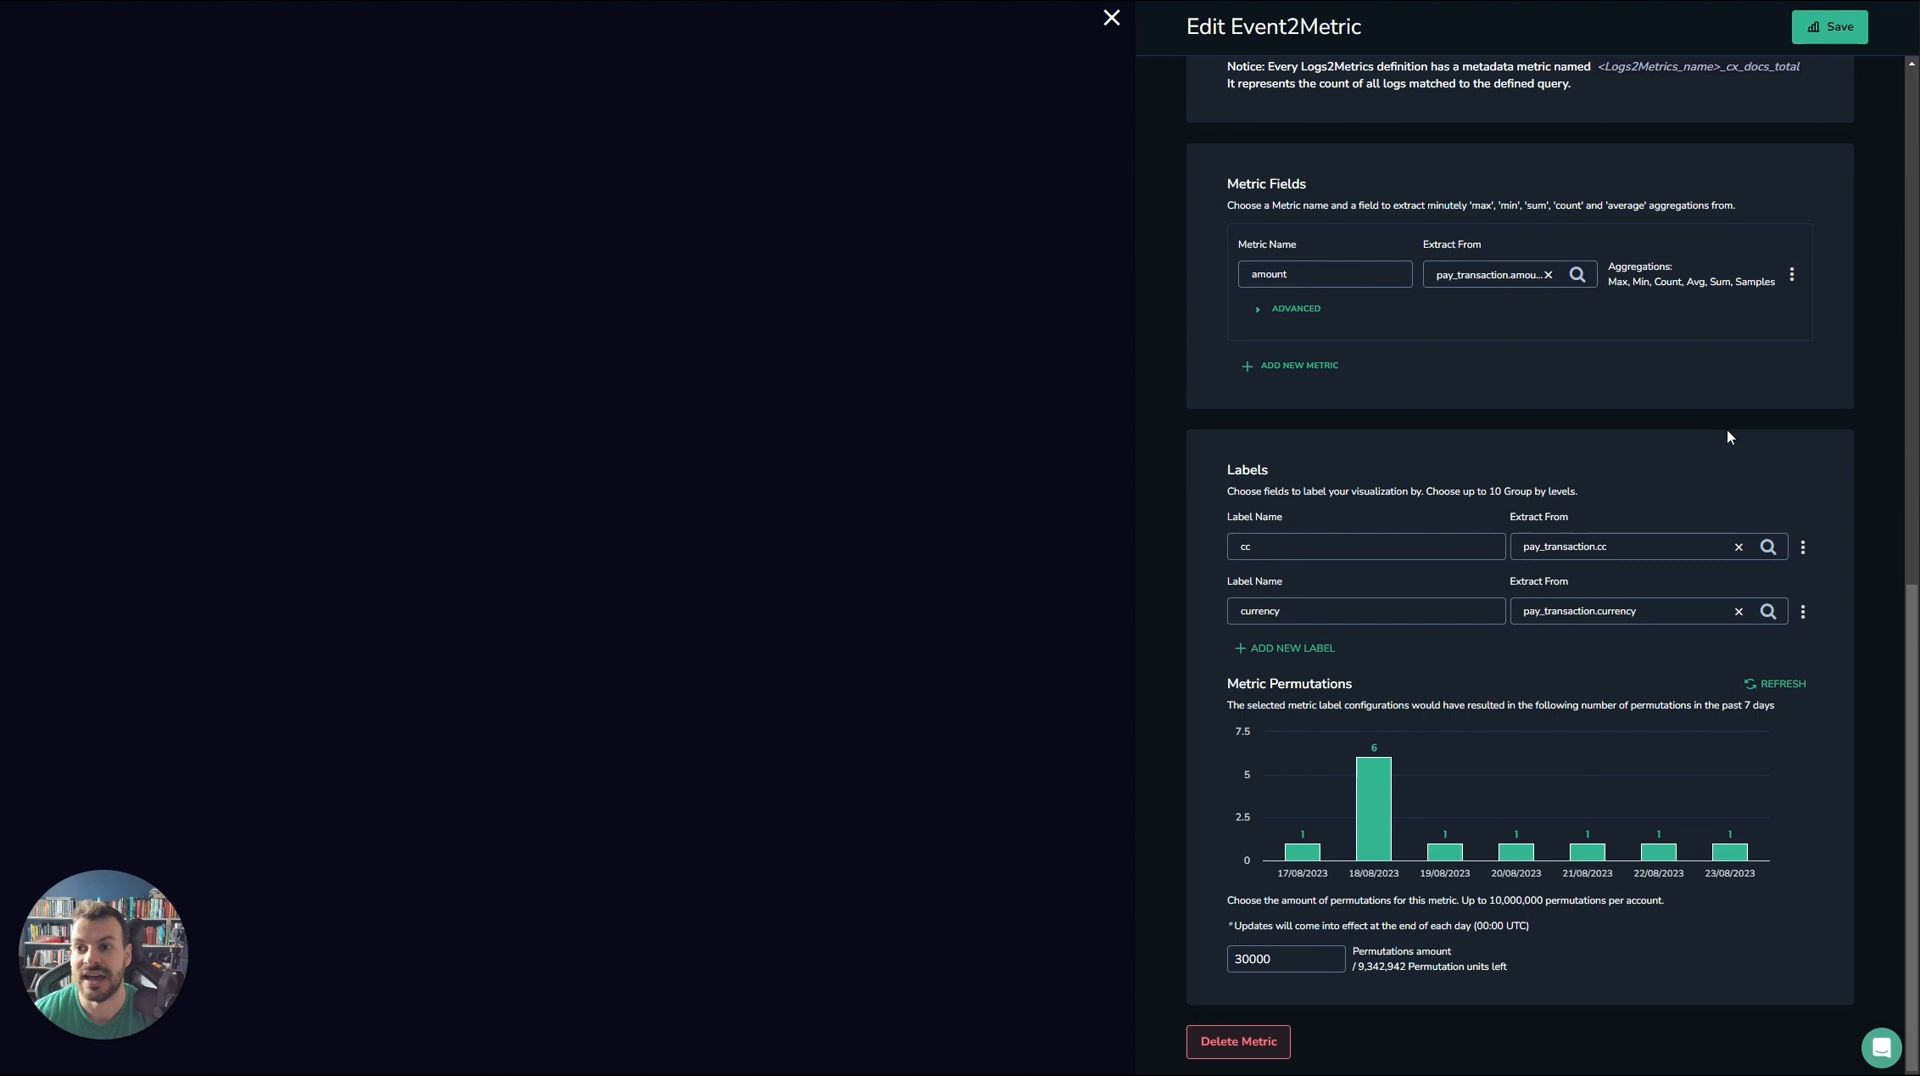 Edit Event2Metric
Save
Notice: Every Logs2Metrics definition has a metadata metric named <Logs2Metrics_name>_cx_docs_total
It represents the count of all logs matched to the defined query.
Metric Fields
Choose a Metric name and a field to extract minutely 'max', 'min', 'sum', 'count' and 'average' aggregations from.
Metric Name Extract From
amount pay_transaction.amou... Aggregations:
Max, Min, Count, Avg, Sum, Samples
ADVANCED
ADD NEW METRIC
Labels
Choose fields to label your visualization by. Choose up to 10 Group by levels.
Label Name Extract From
cc pay_transaction.cc
Label Name Extract From
currency pay_transaction.currency
ADD NEW LABEL
Metric Permutations REFRESH
The selected metric label configurations would have resulted in the following number of permutations in the past 7 days
7.5
6
5
2.5
1 1 1 1 1 1
0
17/08/2023 18/08/2023 19/08/2023 20/08/2023 21/08/2023 22/08/2023 23/08/2023
Choose the amount of permutations for this metric. Up to 10,000,000 permutations per account.
*Updates will come into effect at the end of each day (00:00 UTC)
30000 Permutations amount
/ 9,342,942 Permutation units left
Delete Metric